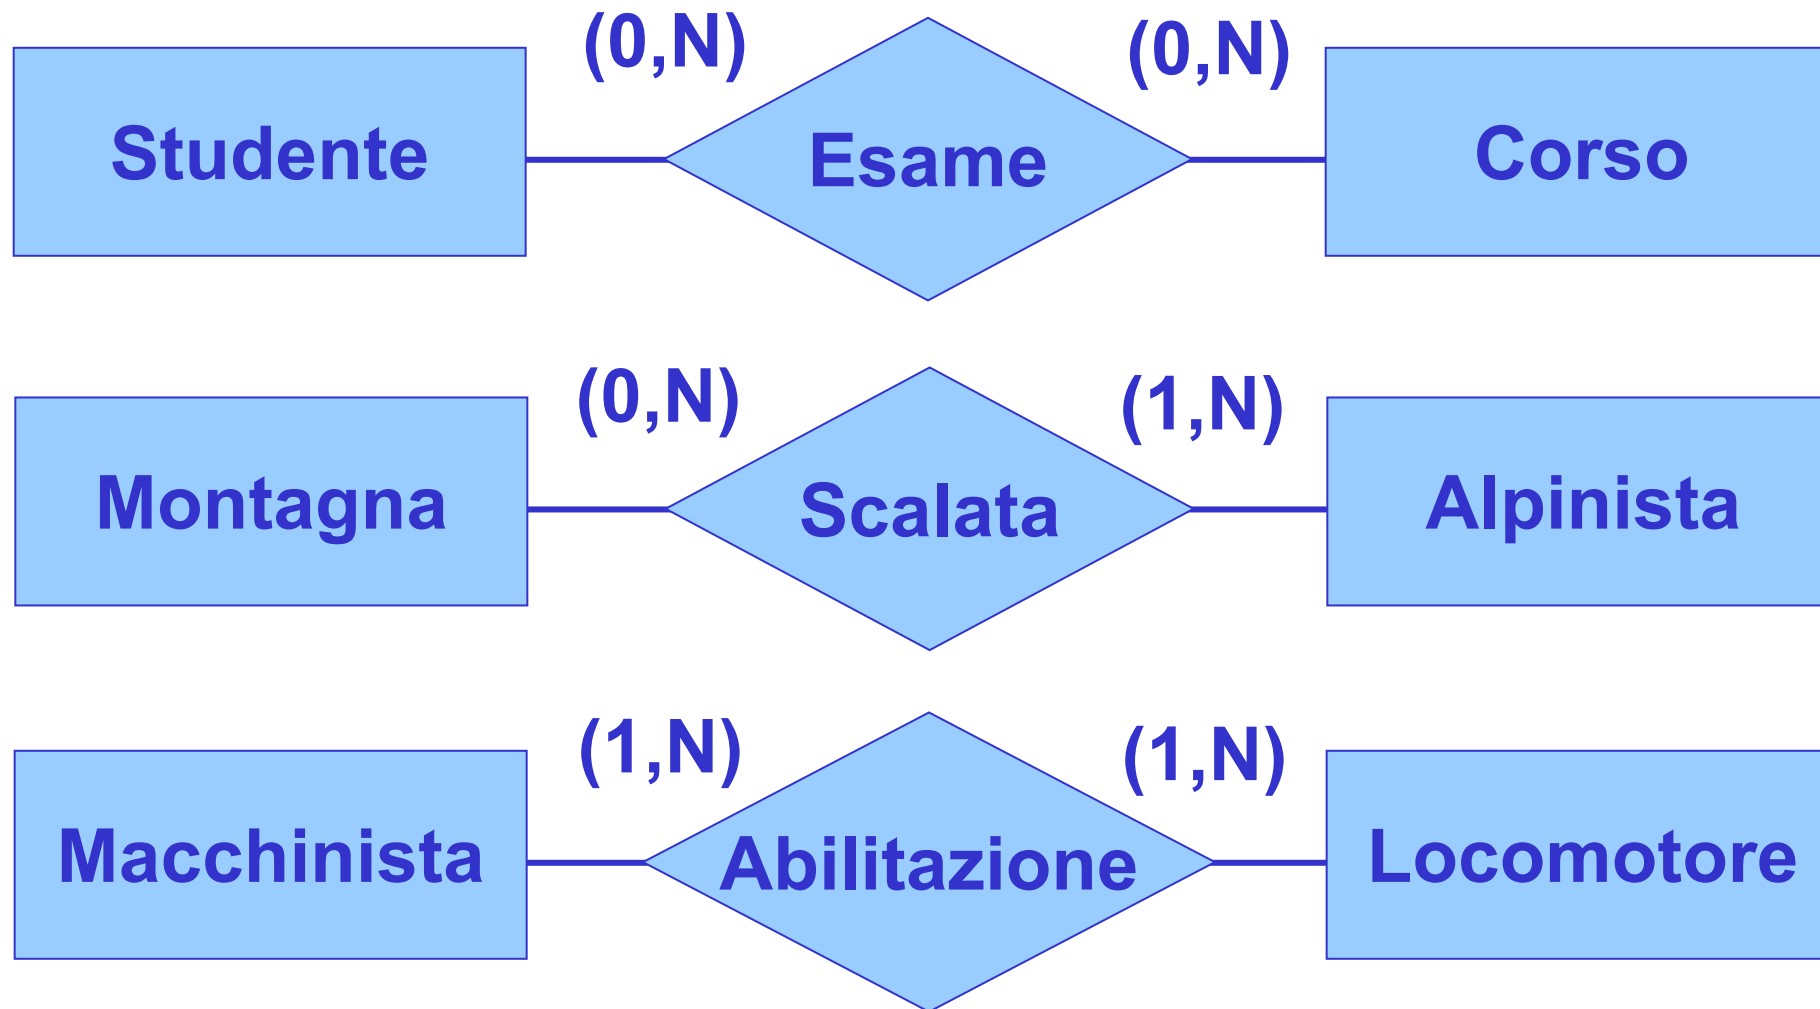 (0,N) (0,N)
Studente Esame Corso
(0,N) (1,N)
Montagna Scalata Alpinista
(1,N) (1,N)
Macchinista Abilitazione Locomotore